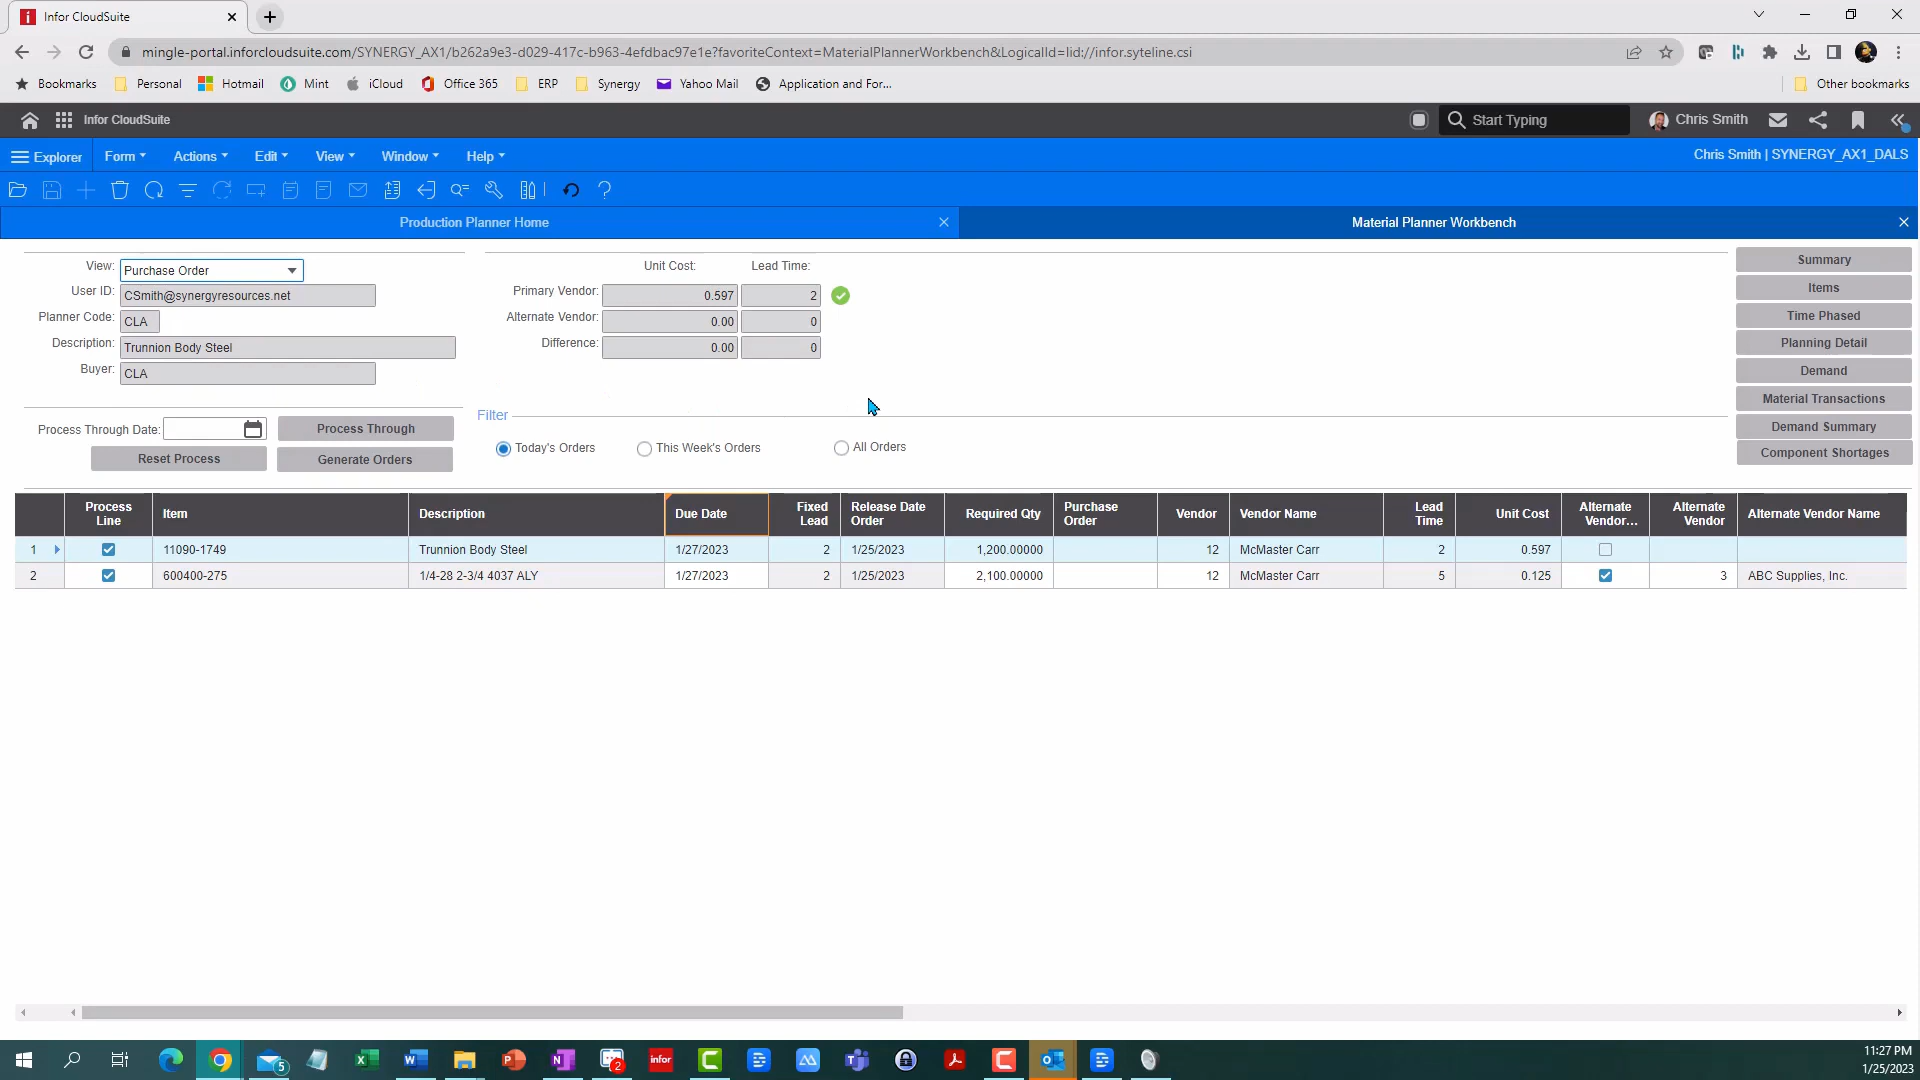 Infor CloudSuite
mingle-portal.inforcloudsuite.com/SYNERGY_AX1/b262a9e3-d029-417c-b963-4efdbac97e1e?favoriteContext=MaterialPlannerWorkbench&LogicalId=lid://infor.syteline.csi
Bookmarks Personal Hotmail Mint iCloud Office 365 ERP Synergy Yahoo Mail Application and For... Other bookmarks
Infor CloudSuite Start Typing Chris Smith
Explorer Form Actions Edit View Window Help Chris Smith | SYNERGY_AX1_DALS
Production Planner Home Material Planner Workbench
View: Purchase Order Unit Cost: Lead Time: Summary
User ID: CSmith@synergyresources.net Primary Vendor: 0.597 2 Items
Planner Code: CLA Alternate Vendor: 0.00 0 Time Phased
Description: Trunnion Body Steel Difference: 0.00 0 Planning Detail
Buyer: CLA Demand
Material Transactions
Filter
Process Through Date: Process Through Demand Summary
Today's Orders This Week's Orders All Orders Component Shortages
Reset Process Generate Orders
Process Line Item Description Due Date Fixed Lead Release Date Order Required Qty Purchase Order Vendor Vendor Name Lead Time Unit Cost Alternate Vendor... Alternate Vendor Alternate Vendor Name
1 11090-1749 Trunnion Body Steel 1/27/2023 2 1/25/2023 1,200.00000 12 McMaster Carr 2 0.597
2 600400-275 1/4-28 2-3/4 4037 ALY 1/27/2023 2 1/25/2023 2,100.00000 12 McMaster Carr 5 0.125 3 ABC Supplies, Inc.
5 2 infor 11:27 PM
1/25/2023